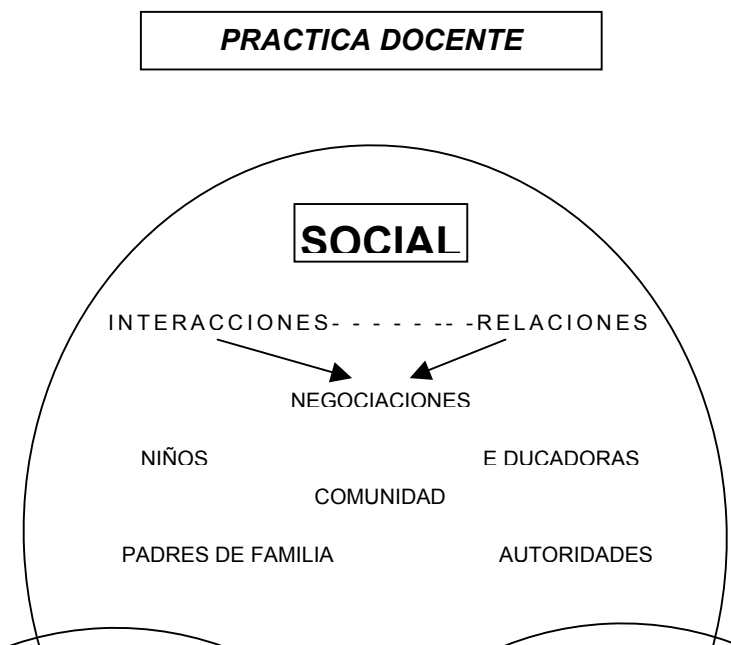 PRACTICA DOCENTE
SOCIAL
INTERACCIONES- - - - - -- -RELACIONES
NEGOCIACIONES
NIÑOS E DUCADORAS
COMUNIDAD
PADRES DE FAMILIA AUTORIDADES